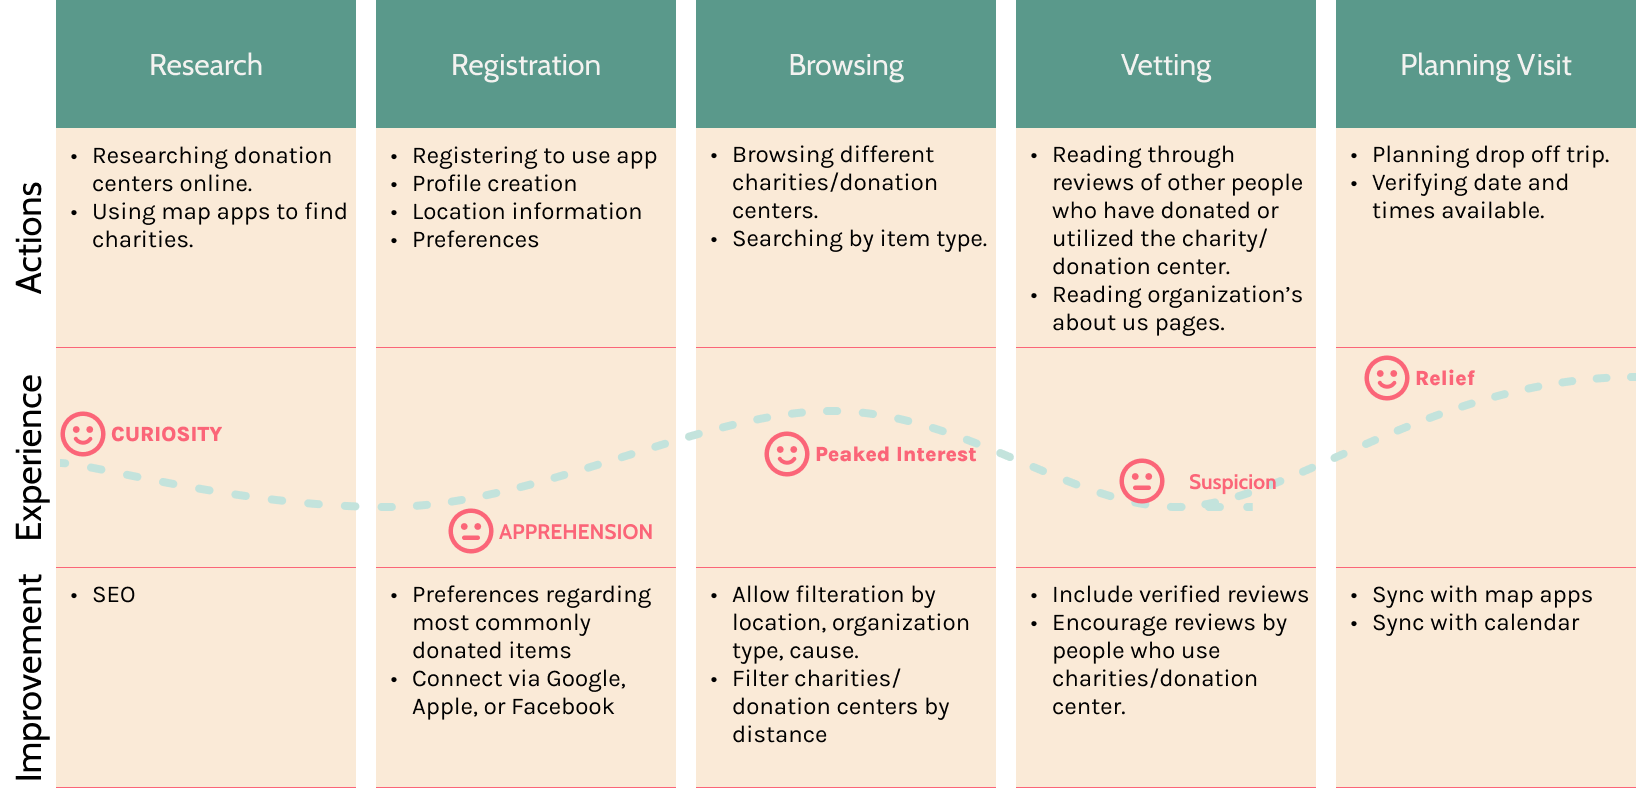 Research
Registration
Browsing
Vetting
Planning Visit
Actions
• Researching donation
centers online.
• Using map apps to find
charities.
• Registering to use app
• Profile creation
• Location information
• Preferences
• Browsing different
charities/donation
centers.
• Searching by item type.
• Reading through
reviews of other people
who have donated or
utilized the charity/
donation center.
• Reading organization’s
about us pages.
• Planning drop off trip.
• Verifying date and
times available.
Experience
CURIOSITY
APPREHENSION
Peaked Interest
Suspicion
Relief
Improvement
• SEO
• Preferences regarding
most commonly
donated items
• Connect via Google,
Apple, or Facebook
• Allow filteration by
location, organization
type, cause.
• Filter charities/
donation centers by
distance
• Include verified reviews
• Encourage reviews by
people who use
charities/donation
center.
• Sync with map apps
• Sync with calendar